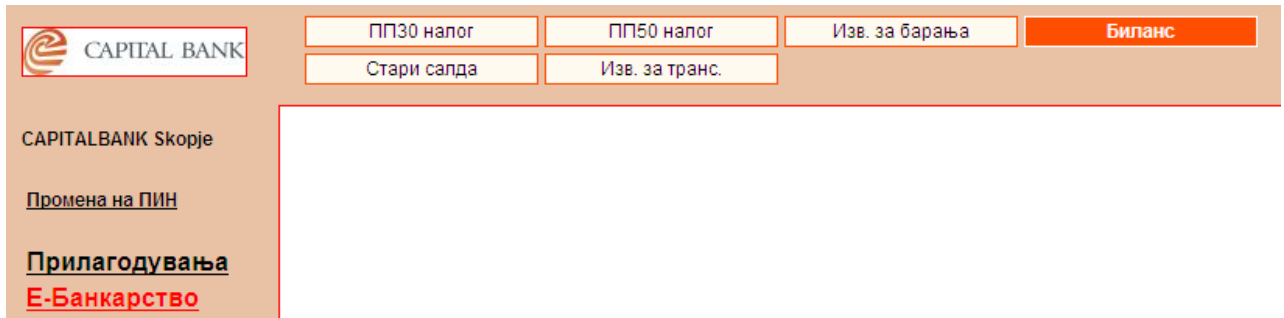 CAPITAL BANK
ПП30 налог
ПП50 налог
Изв. за барања
Биланс
Стари салда
Изв. за транс.
CAPITALBANK Skopje
Промена на ПИН
Прилагодувања
Е-Банкарство